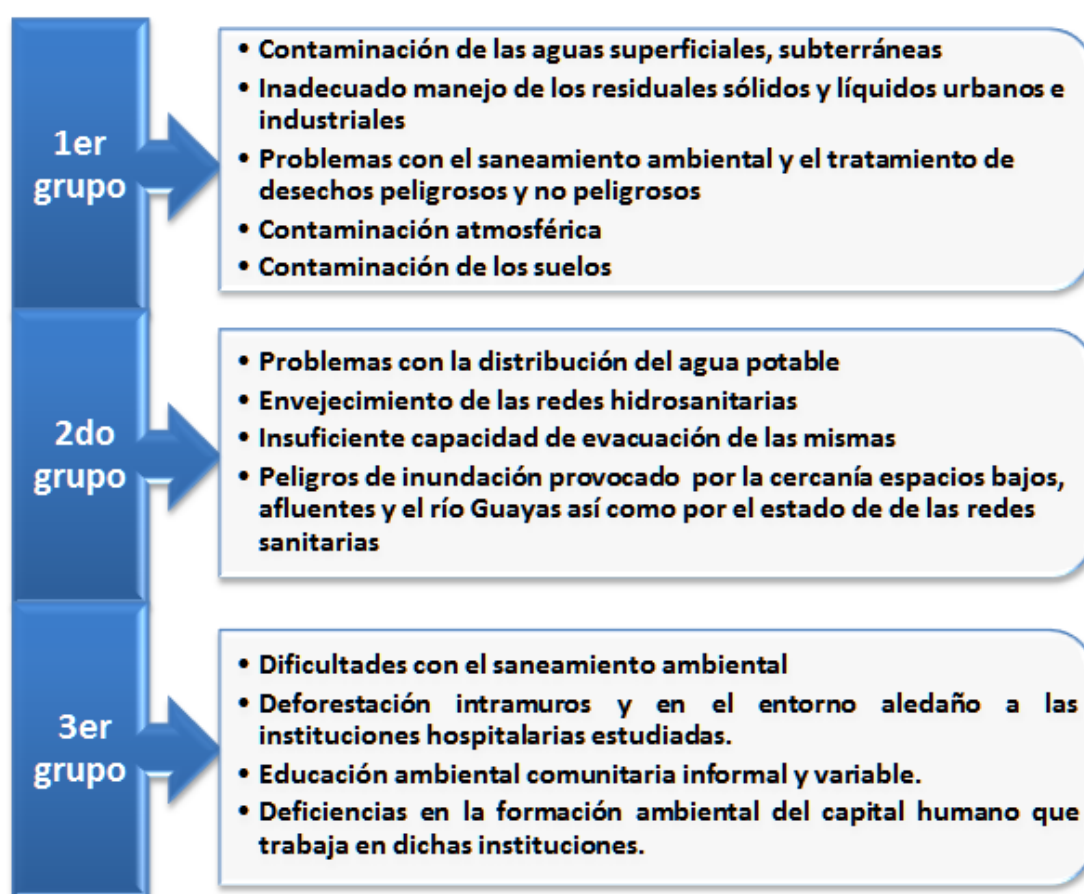 1er
grupo
• Contaminación de las aguas superficiales, subterráneas
• Inadecuado manejo de los residuales sólidos y líquidos urbanos e
industriales
• Problemas con el saneamiento ambiental y el tratamiento de
desechos peligrosos y no peligrosos
• Contaminación atmosférica
• Contaminación de los suelos
2do
grupo
• Problemas con la distribución del agua potable
• Envejecimiento de las redes hidrosanitarias
• Insuficiente capacidad de evacuación de las mismas
• Peligros de inundación provocado por la cercanía espacios bajos,
afluentes y el río Guayas así como por el estado de de las redes
sanitarias
3er
grupo
• Dificultades con el saneamiento ambiental
• Deforestación intramuros y en el entorno aledaño a las
instituciones hospitalarias estudiadas.
• Educación ambiental comunitaria informal y variable.
• Deficiencias en la formación ambiental del capital humano que
trabaja en dichas instituciones.